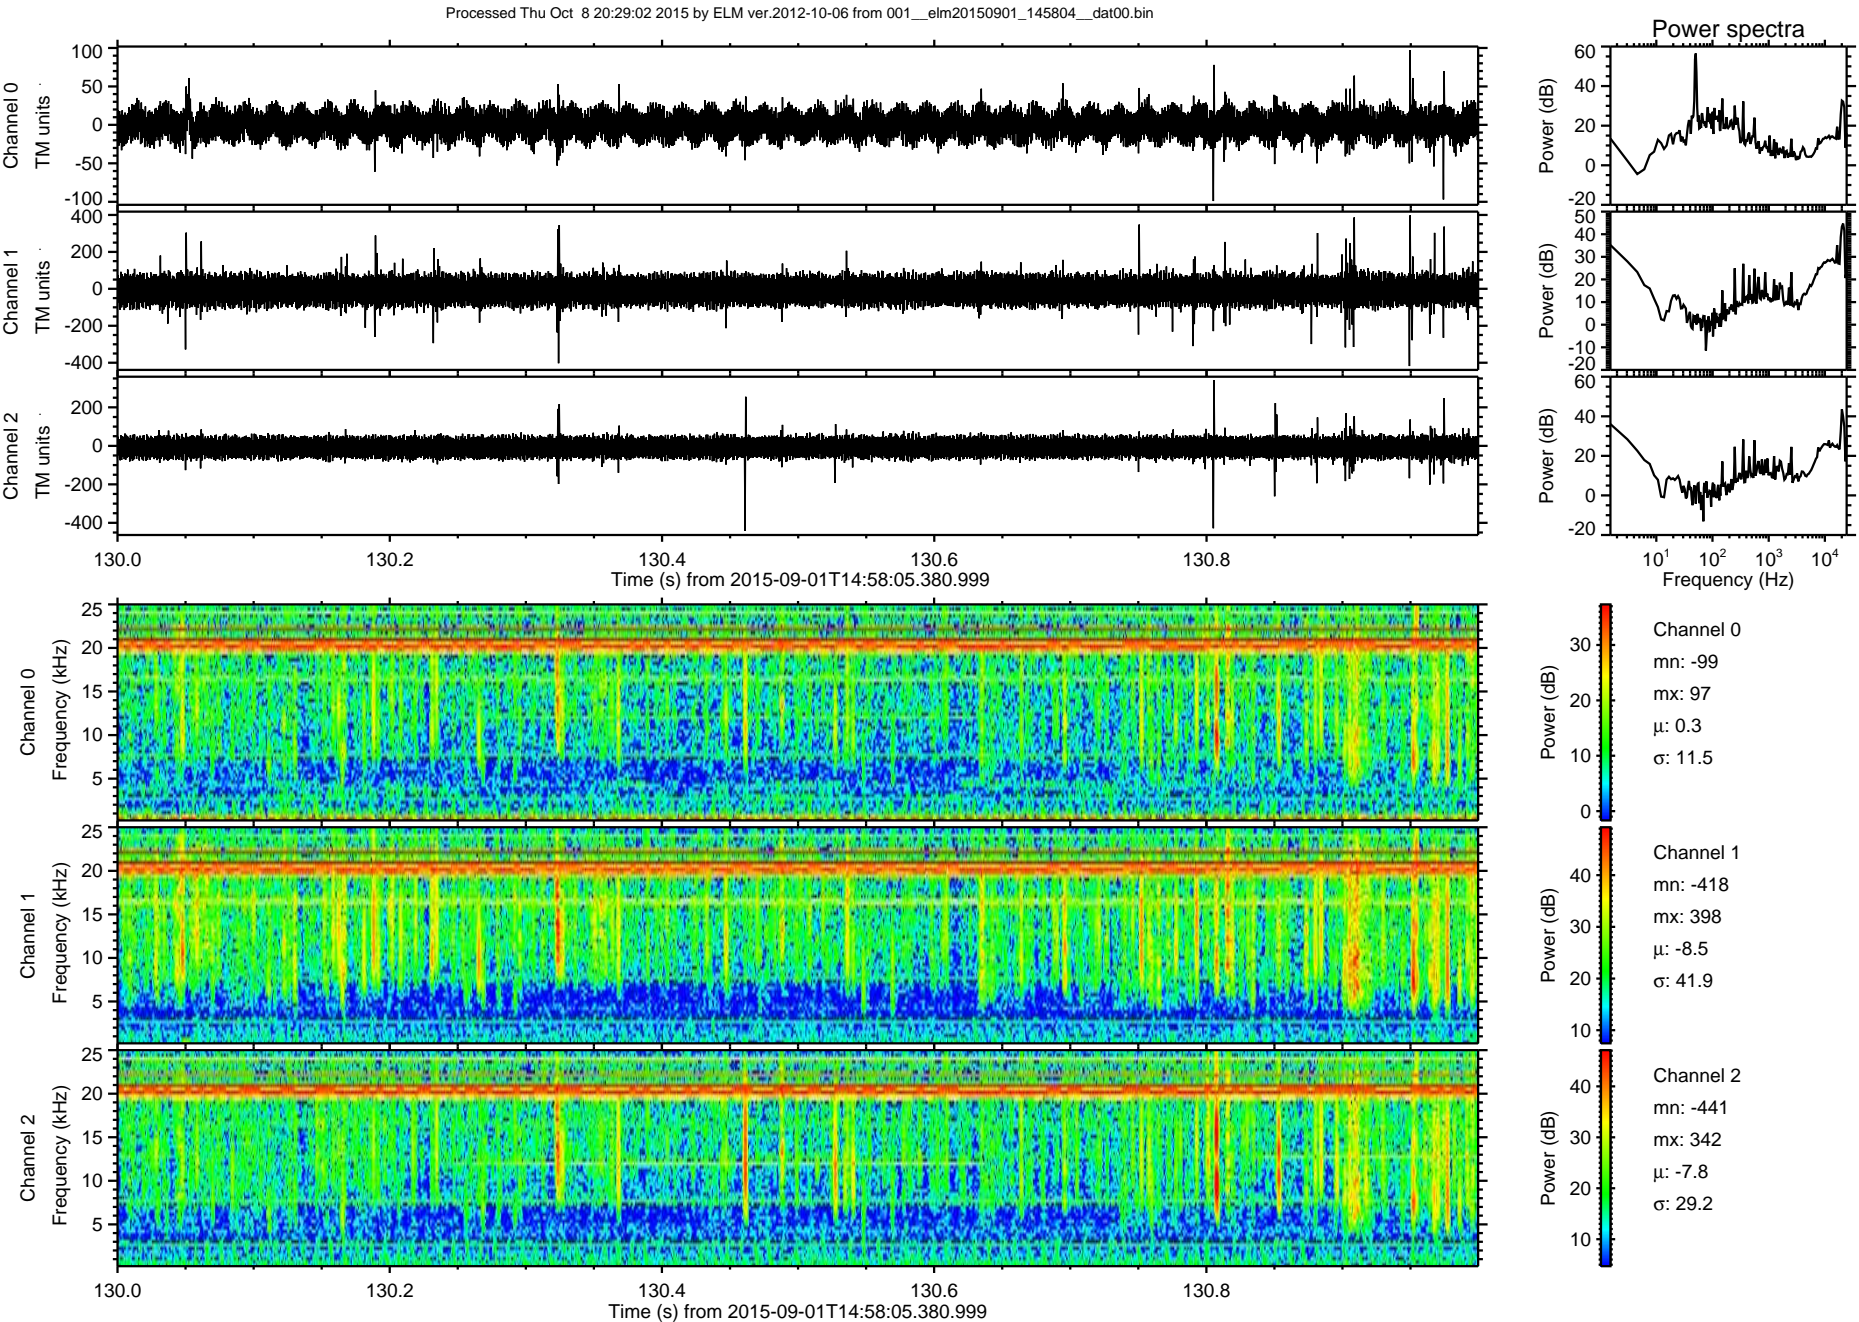 Processed Thu Oct  8 20:29:02 2015 by ELM ver.2012-10-06 from 001__elm20150901_145804__dat00.bin
Power spectra
Channel 0
TM units
100
50
0
-50
-100
Power (dB)
60
40
20
0
-20
Channel 1
TM units
400
200
0
-200
-400
Power (dB)
50
40
30
20
10
0
-10
-20
Channel 2
TM units
200
0
-200
-400
Power (dB)
60
40
20
0
-20
130.0 130.2 130.4 130.6 130.8
Time (s) from 2015-09-01T14:58:05.380.999
10¹ 10² 10³ 10⁴
Frequency (Hz)
Channel 0
Frequency (kHz)
25
20
15
10
5
Power (dB)
30
20
10
0
Channel 0
mn: -99
mx: 97
μ: 0.3
σ: 11.5
Channel 1
Frequency (kHz)
25
20
15
10
5
Power (dB)
40
30
20
10
Channel 1
mn: -418
mx: 398
μ: -8.5
σ: 41.9
Channel 2
Frequency (kHz)
25
20
15
10
5
Power (dB)
40
30
20
10
Channel 2
mn: -441
mx: 342
μ: -7.8
σ: 29.2
130.0 130.2 130.4 130.6 130.8
Time (s) from 2015-09-01T14:58:05.380.999